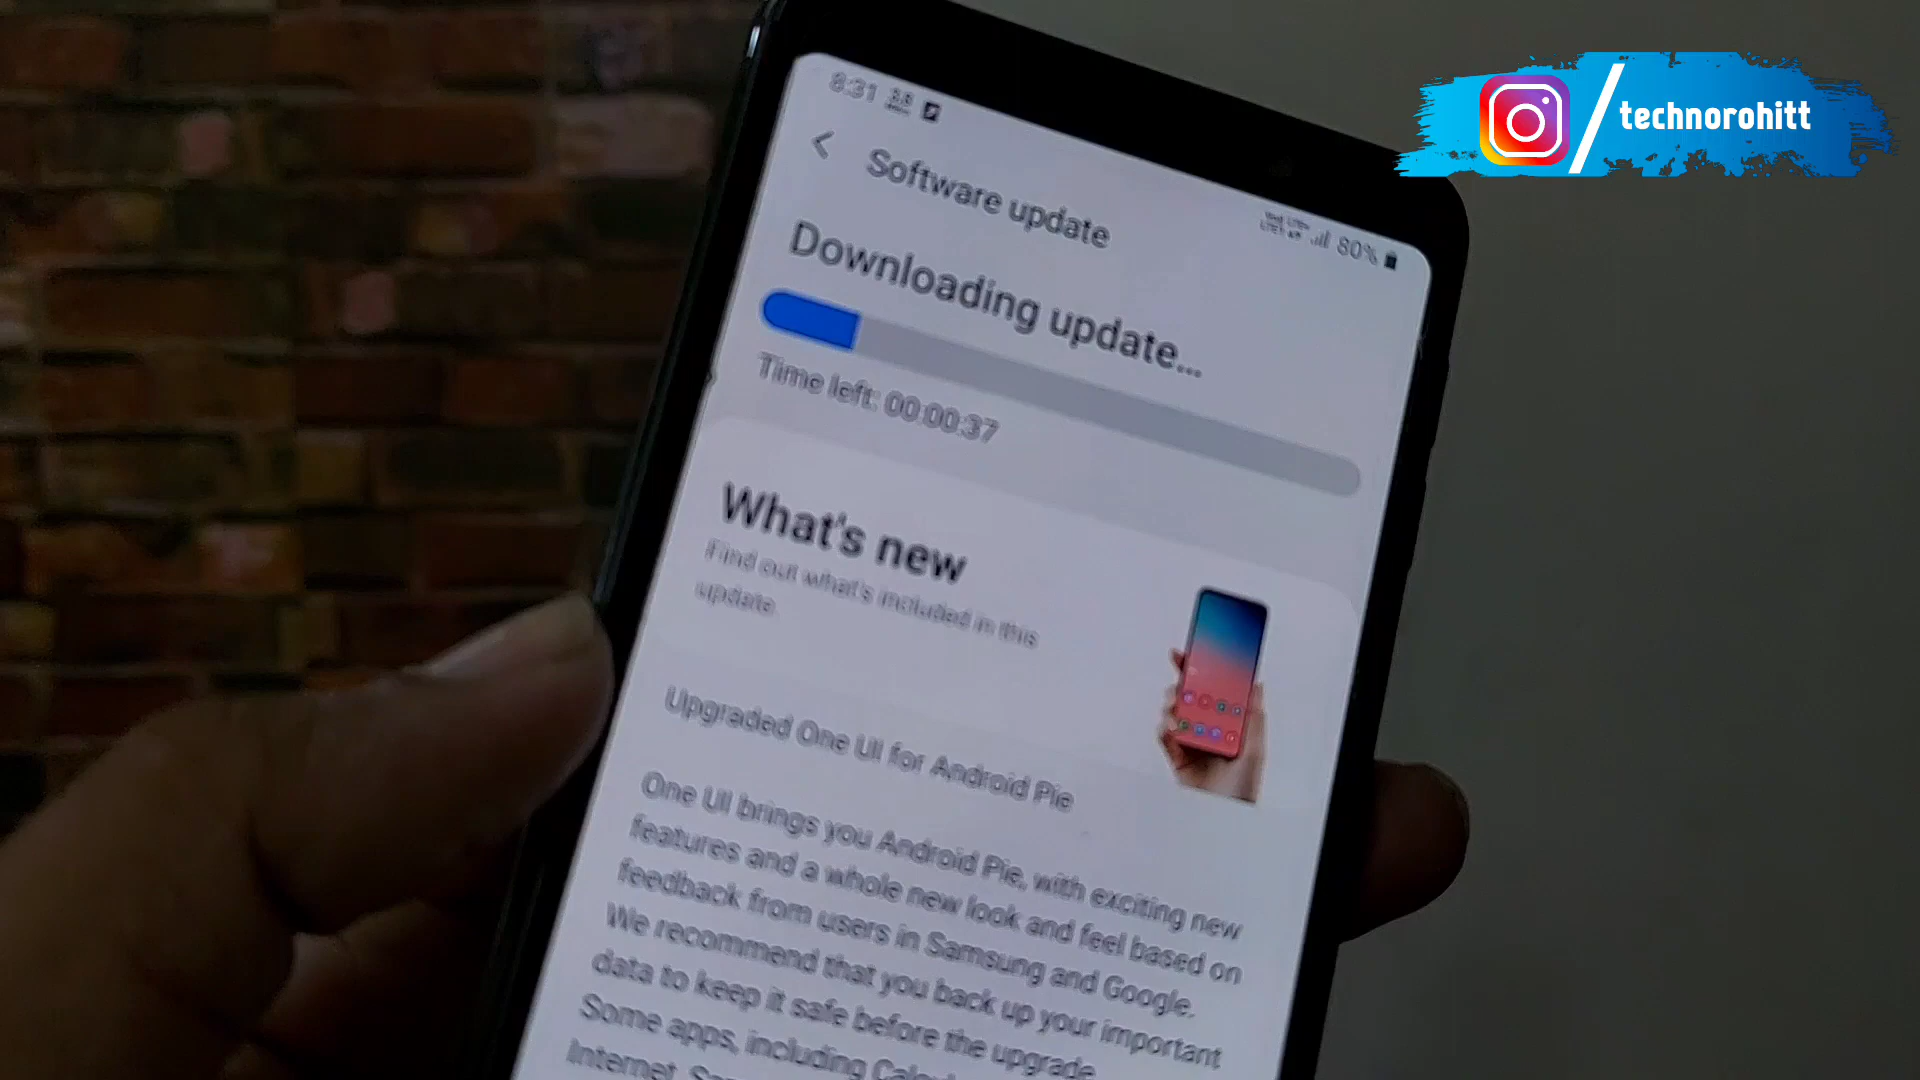 technorohitt
8:31
Software update
80%
Downloading update...
Time left: 00:00:37
What's new
Find out what's included in this
update.
Upgraded One UI for Android Pie
One UI brings you Android Pie, with exciting new
features and a whole new look and feel based on
feedback from users in Samsung and Google.
We recommend that you back up your important
data to keep it safe before the upgrade.
Some apps, including
Internet,